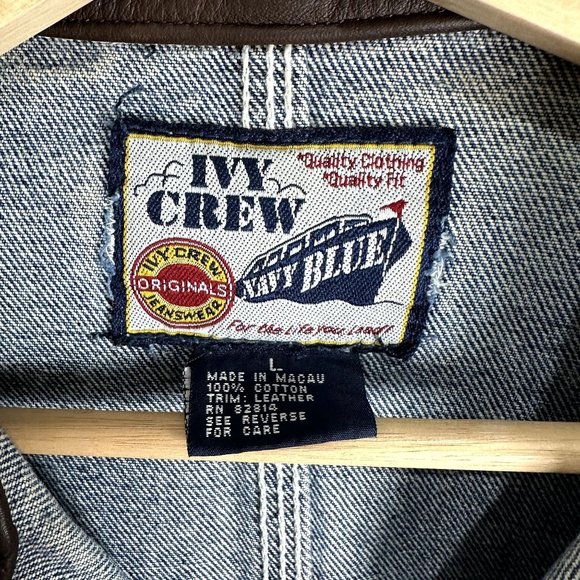 IVY
CREW
*Quality Clothing
*Quality Fit
NAVY BLUE
IVY CREW
ORIGINALS
JEANSWEAR
For the Life You Lead!
L
MADE IN MACAU
100% COTTON
TRIM: LEATHER
RN 82814
SEE REVERSE
FOR CARE